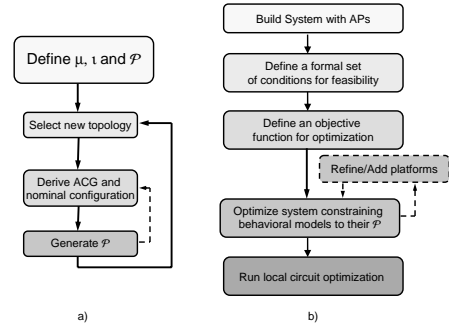 Define μ, ι and 𝒫
Select new topology
Derive ACG and
nominal configuration
Generate 𝒫
a)
Build System with APs
Define a formal set
of conditions for feasibility
Define an objective
function for optimization
Refine/Add platforms
Optimize system constraining
behavioral models to their 𝒫
Run local circuit optimization
b)